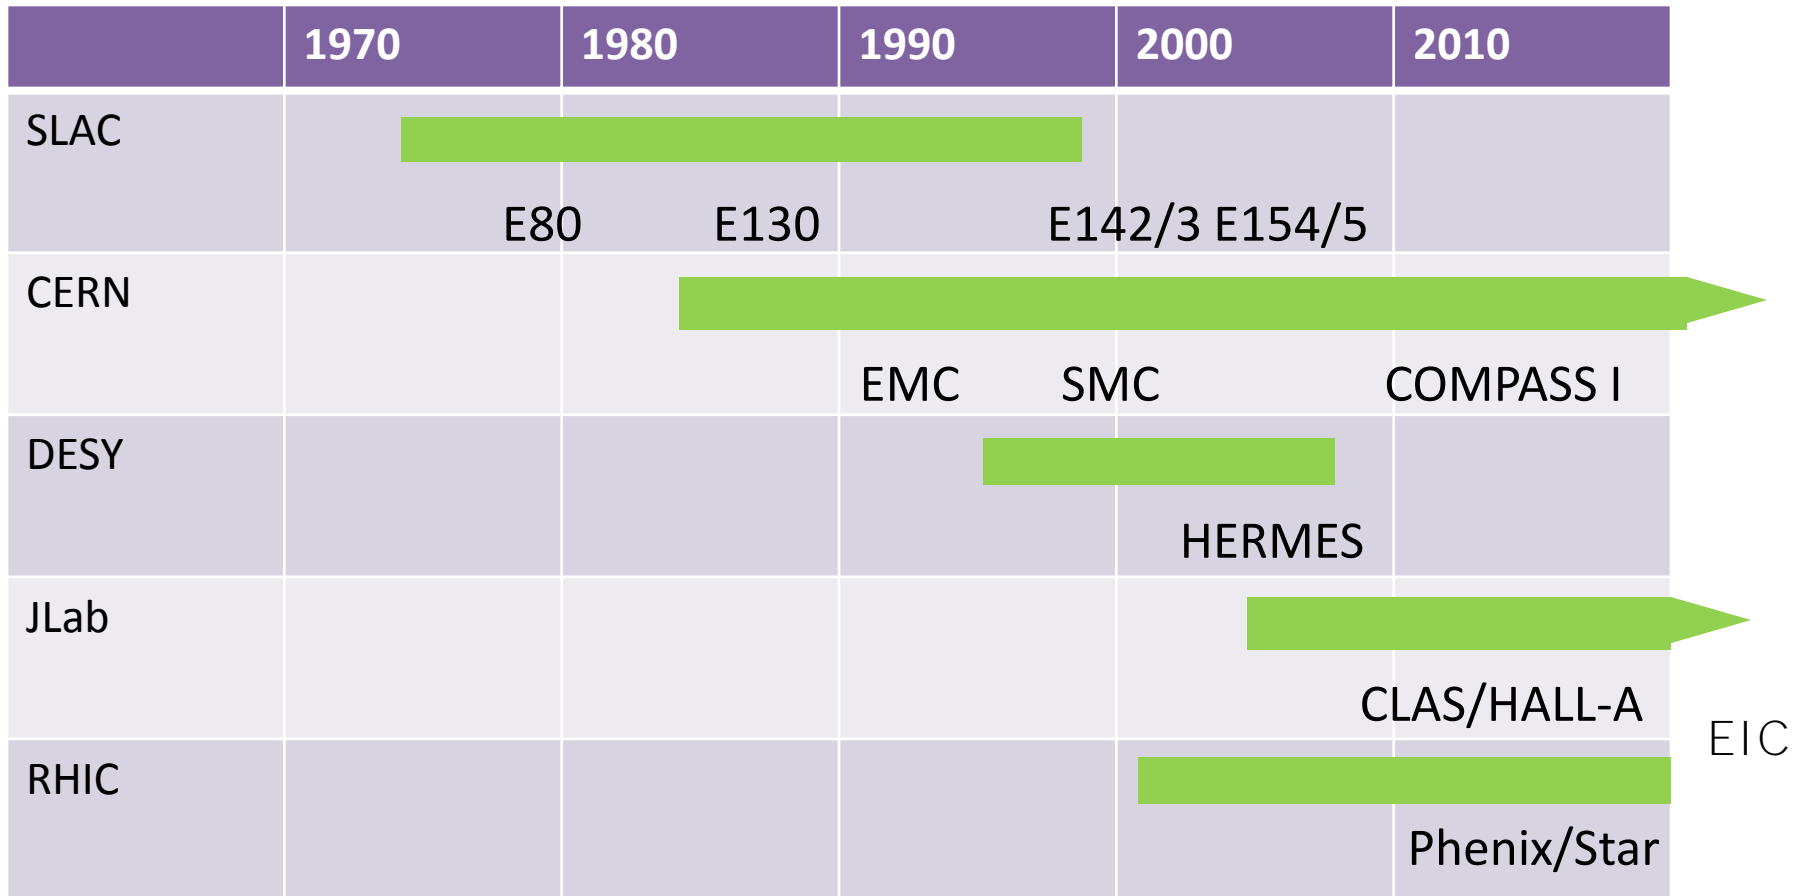 1970 1980 1990 2000 2010
SLAC
E80 E130 E142/3 E154/5
CERN
EMC SMC COMPASS I
DESY
HERMES
JLab
CLAS/HALL-A
EIC
RHIC
Phenix/Star